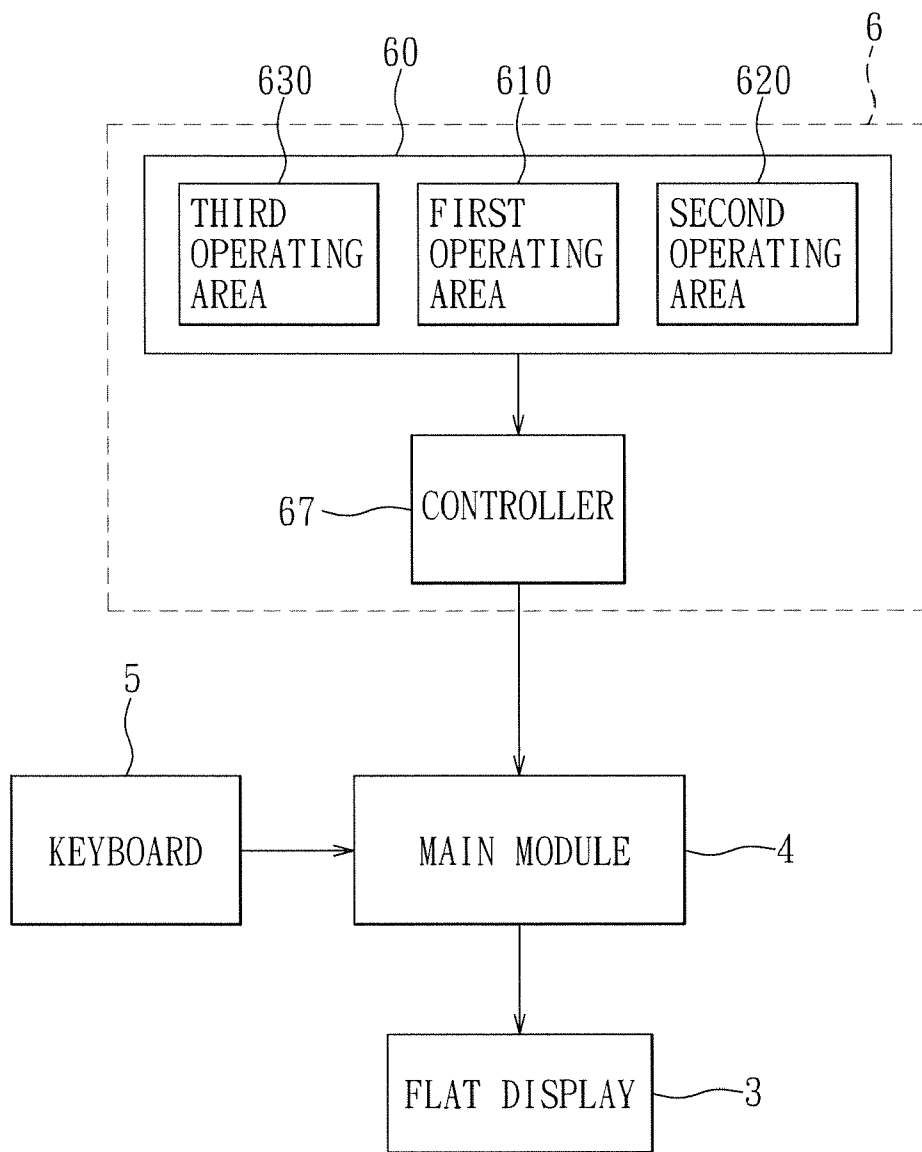 6
60
630
610
620
THIRD
OPERATING
AREA
FIRST
OPERATING
AREA
SECOND
OPERATING
AREA
67
CONTROLLER
5
KEYBOARD
MAIN MODULE
4
FLAT DISPLAY
3